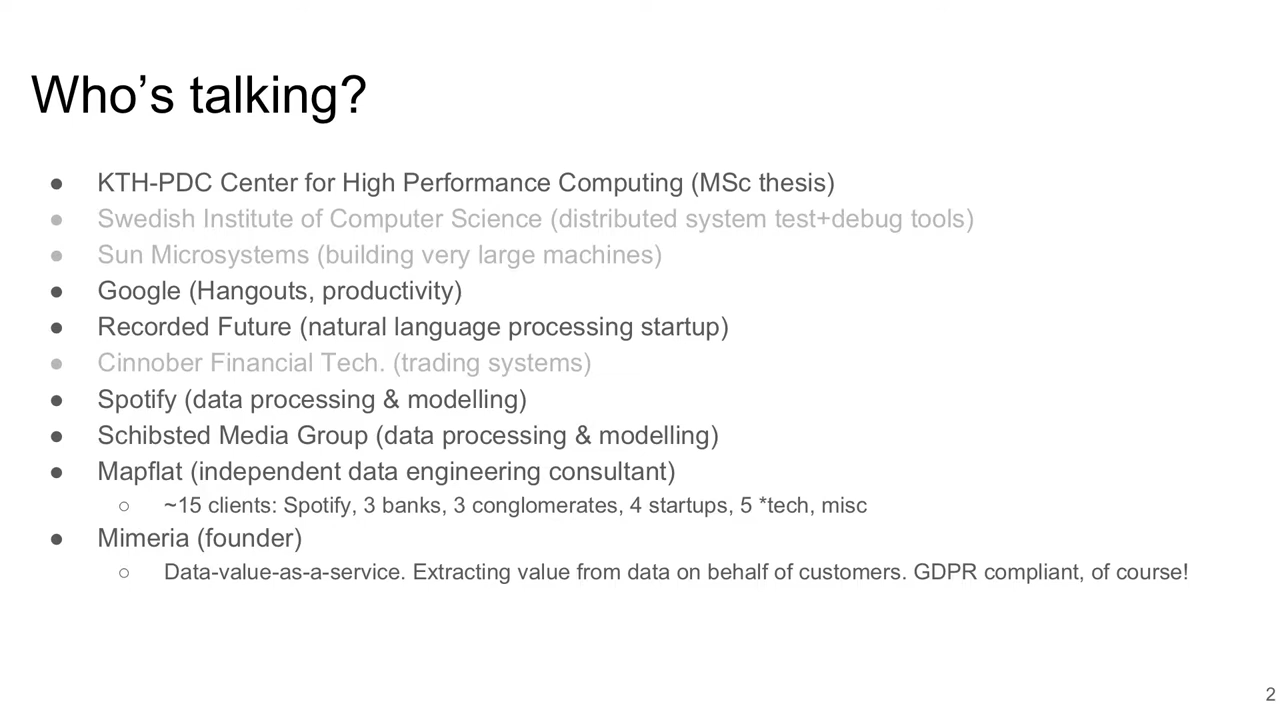 Who’s talking?
● KTH-PDC Center for High Performance Computing (MSc thesis)
● Swedish Institute of Computer Science (distributed system test+debug tools)
● Sun Microsystems (building very large machines)
● Google (Hangouts, productivity)
● Recorded Future (natural language processing startup)
● Cinnober Financial Tech. (trading systems)
● Spotify (data processing & modelling)
● Schibsted Media Group (data processing & modelling)
● Mapflat (independent data engineering consultant)
○ ~15 clients: Spotify, 3 banks, 3 conglomerates, 4 startups, 5 *tech, misc
● Mimeria (founder)
○ Data-value-as-a-service. Extracting value from data on behalf of customers. GDPR compliant, of course!
2